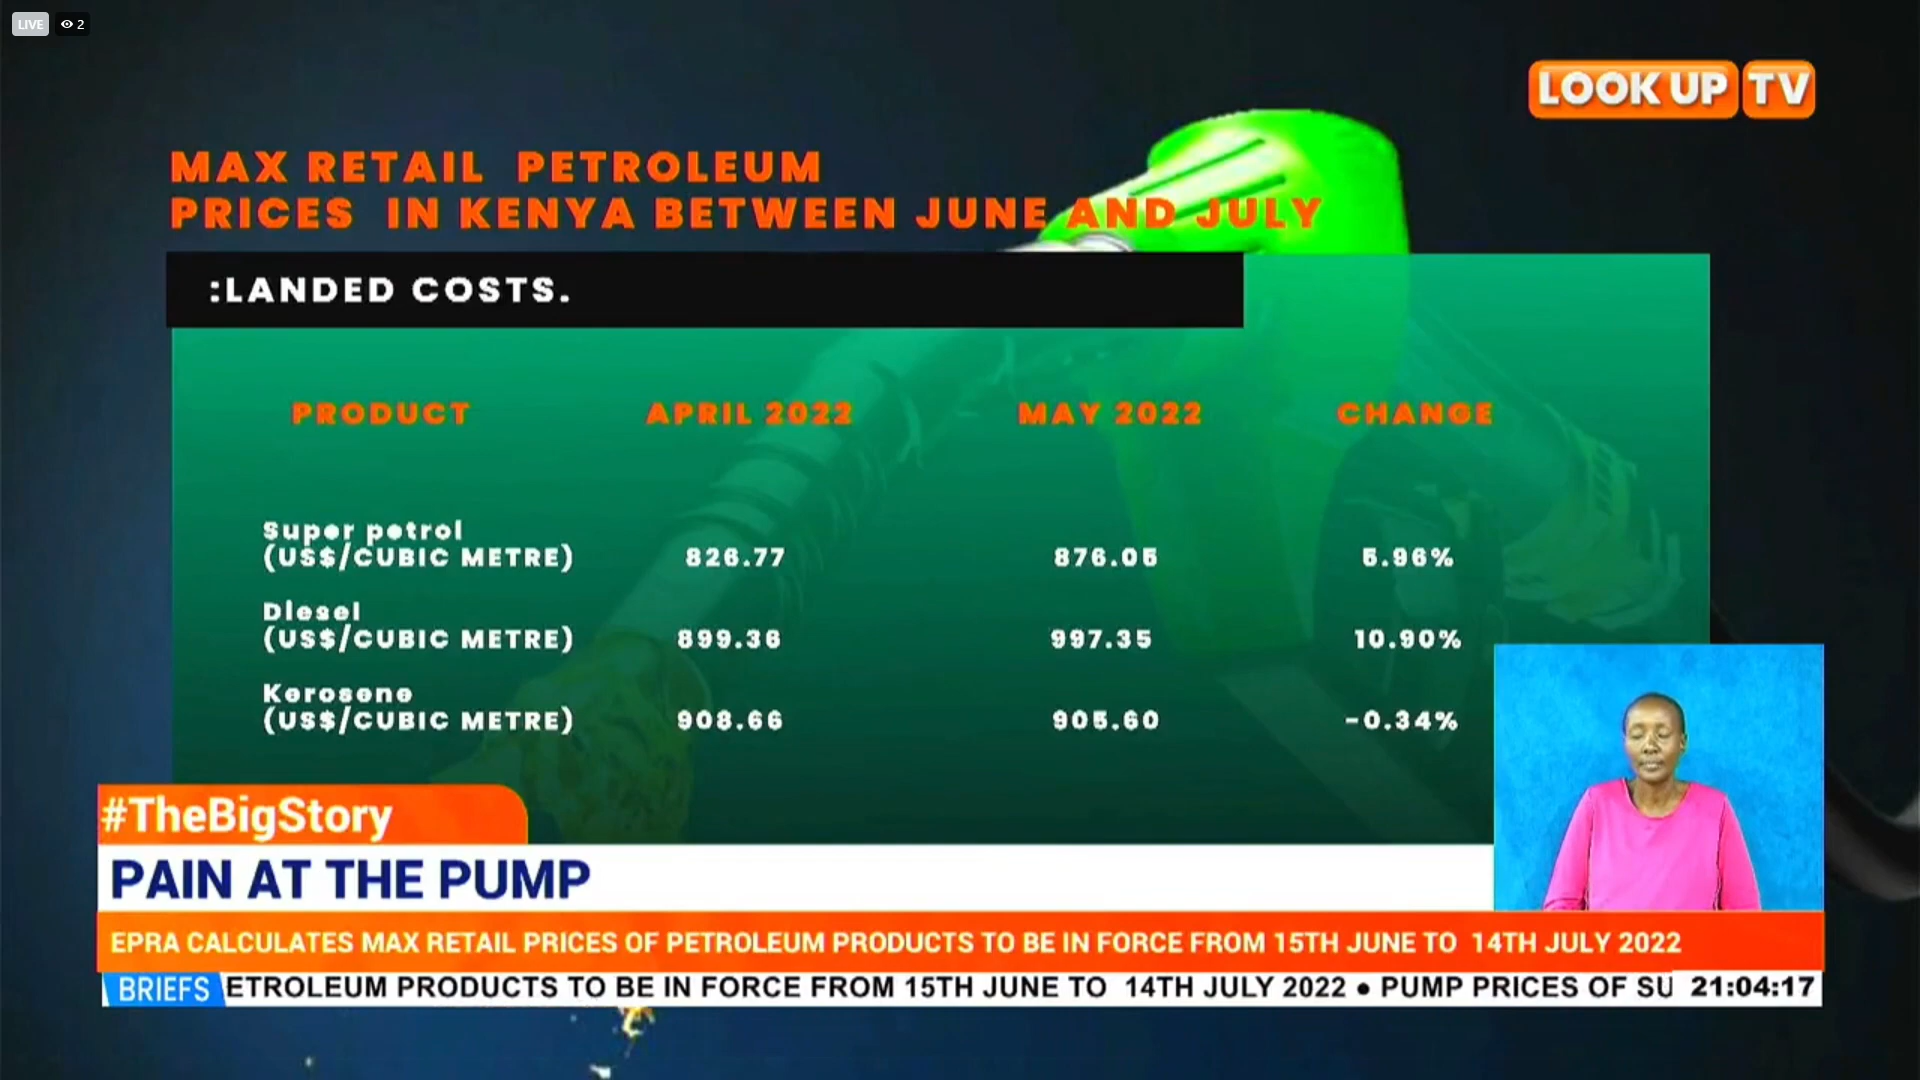 LIVE 2
LOOK UP TV
MAX RETAIL PETROLEUM
PRICES IN KENYA BETWEEN JUNE AND JULY
:LANDED COSTS.
PRODUCT APRIL 2022 MAY 2022 CHANGE
Super petrol
(US$/CUBIC METRE) 826.77 876.05 5.96%
Diesel
(US$/CUBIC METRE) 899.36 997.35 10.90%
Kerosene
(US$/CUBIC METRE) 908.66 905.60 -0.34%
#TheBigStory
PAIN AT THE PUMP
EPRA CALCULATES MAX RETAIL PRICES OF PETROLEUM PRODUCTS TO BE IN FORCE FROM 15TH JUNE TO 14TH JULY 2022
BRIEFS ETROLEUM PRODUCTS TO BE IN FORCE FROM 15TH JUNE TO 14TH JULY 2022 • PUMP PRICES OF SU 21:04:17